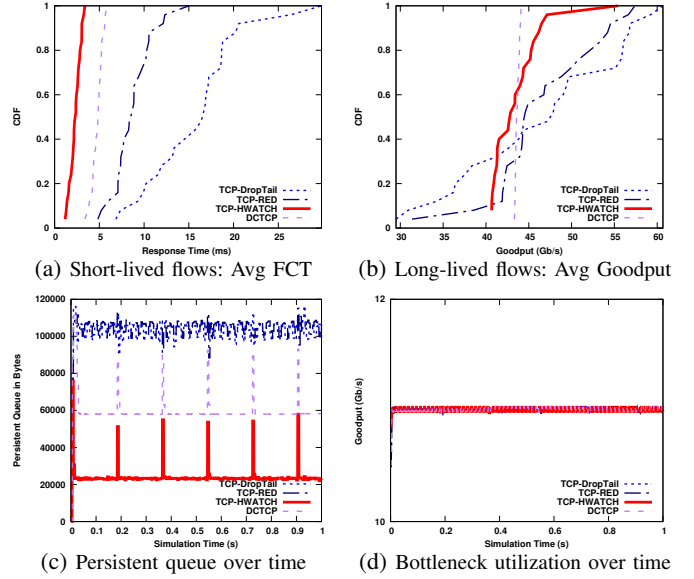 1
0.8
0.6
0.4
0.2
0
CDF
0 5 10 15 20 25
Response Time (ms)
TCP-DropTail
TCP-RED
TCP-HWATCH
DCTCP
(a) Short-lived flows: Avg FCT
1
0.8
0.6
0.4
0.2
0
CDF
30 35 40 45 50 55 60
Goodput (Gb/s)
TCP-DropTail
TCP-RED
TCP-HWATCH
DCTCP
(b) Long-lived flows: Avg Goodput
120000
100000
80000
60000
40000
20000
0
Persistent Queue in Bytes
0 0.1 0.2 0.3 0.4 0.5 0.6 0.7 0.8 0.9 1
Simulation Time (s)
TCP-DropTail
TCP-RED
TCP-HWATCH
DCTCP
(c) Persistent queue over time
12
10
Goodput (Gb/s)
0 0.2 0.4 0.6 0.8 1
Simulation Time (s)
TCP-DropTail
TCP-RED
TCP-HWATCH
DCTCP
(d) Bottleneck utilization over time